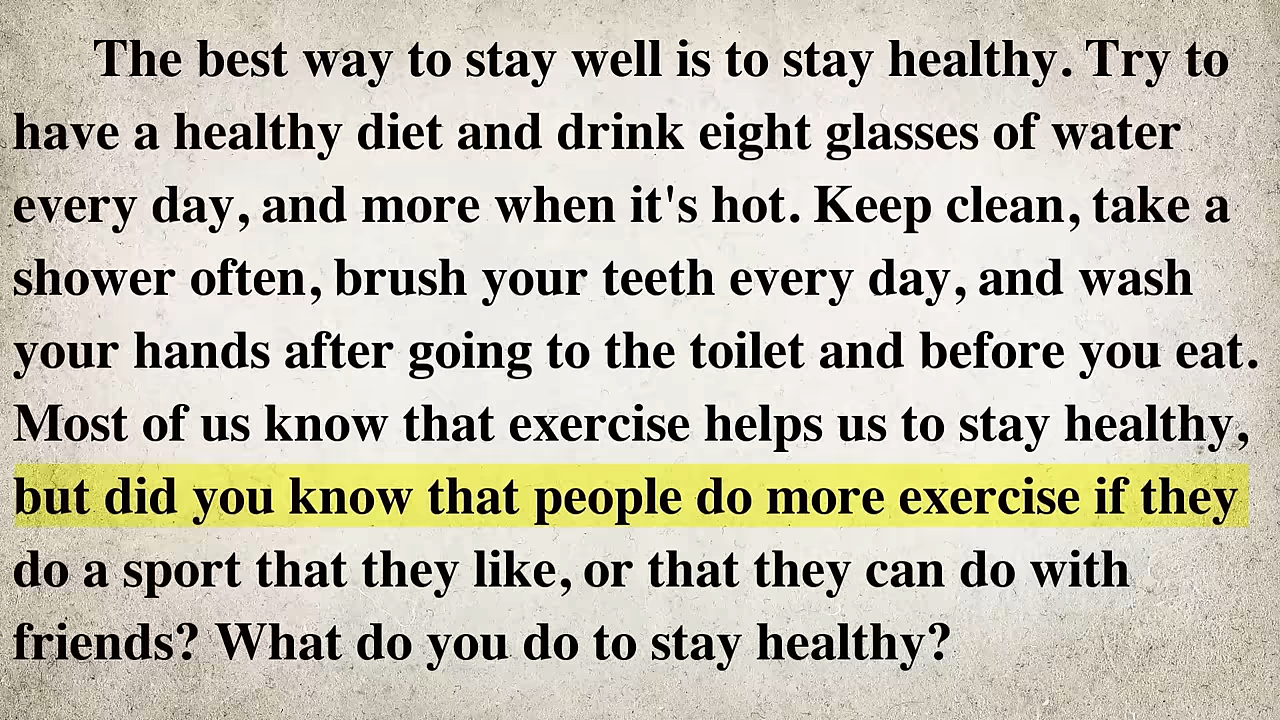 The best way to stay well is to stay healthy. Try to
have a healthy diet and drink eight glasses of water
every day, and more when it's hot. Keep clean, take a
shower often, brush your teeth every day, and wash
your hands after going to the toilet and before you eat.
Most of us know that exercise helps us to stay healthy,
but did you know that people do more exercise if they
do a sport that they like, or that they can do with
friends? What do you do to stay healthy?